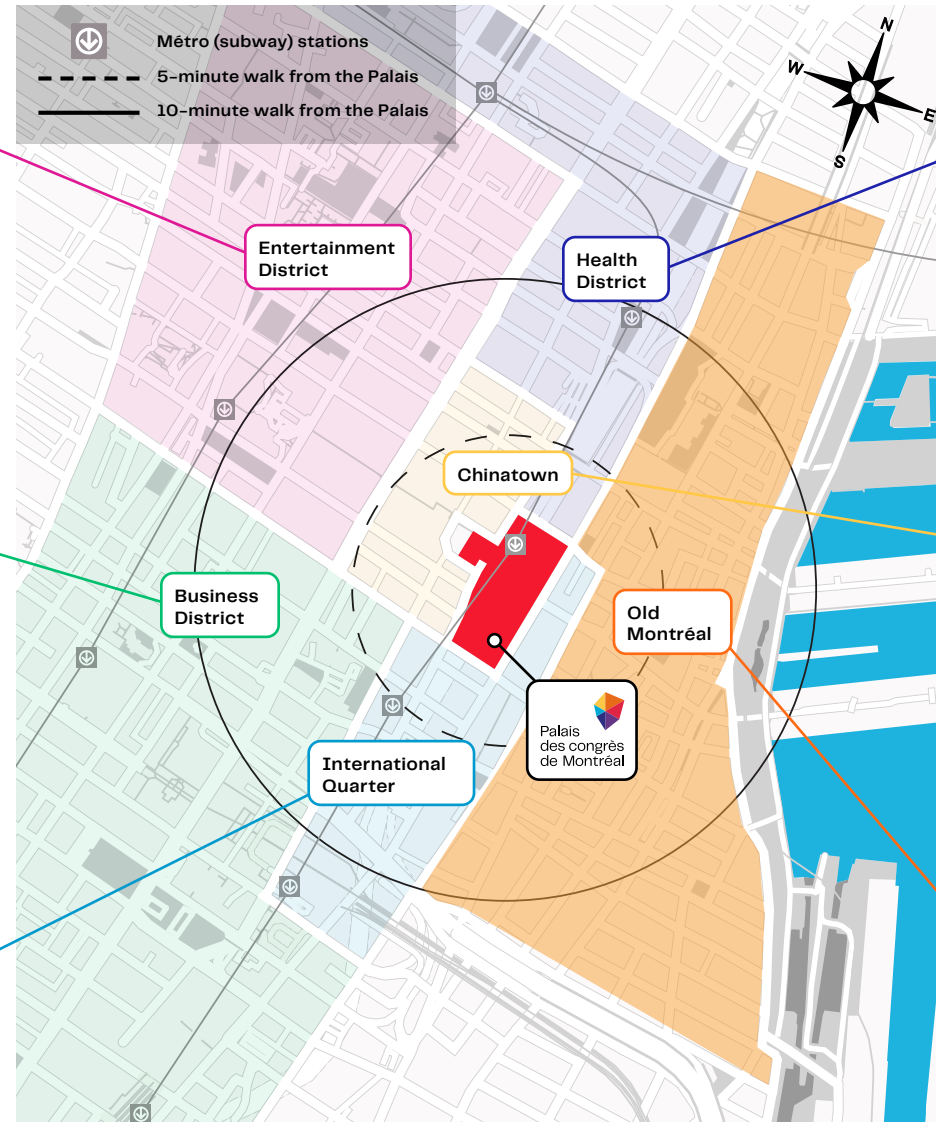 Métro (subway) stations
5-minute walk from the Palais
10-minute walk from the Palais
N
W
E
S
Entertainment
District
Health
District
Chinatown
Business
District
Old
Montréal
Palais
des congrès
de Montréal
International
Quarter